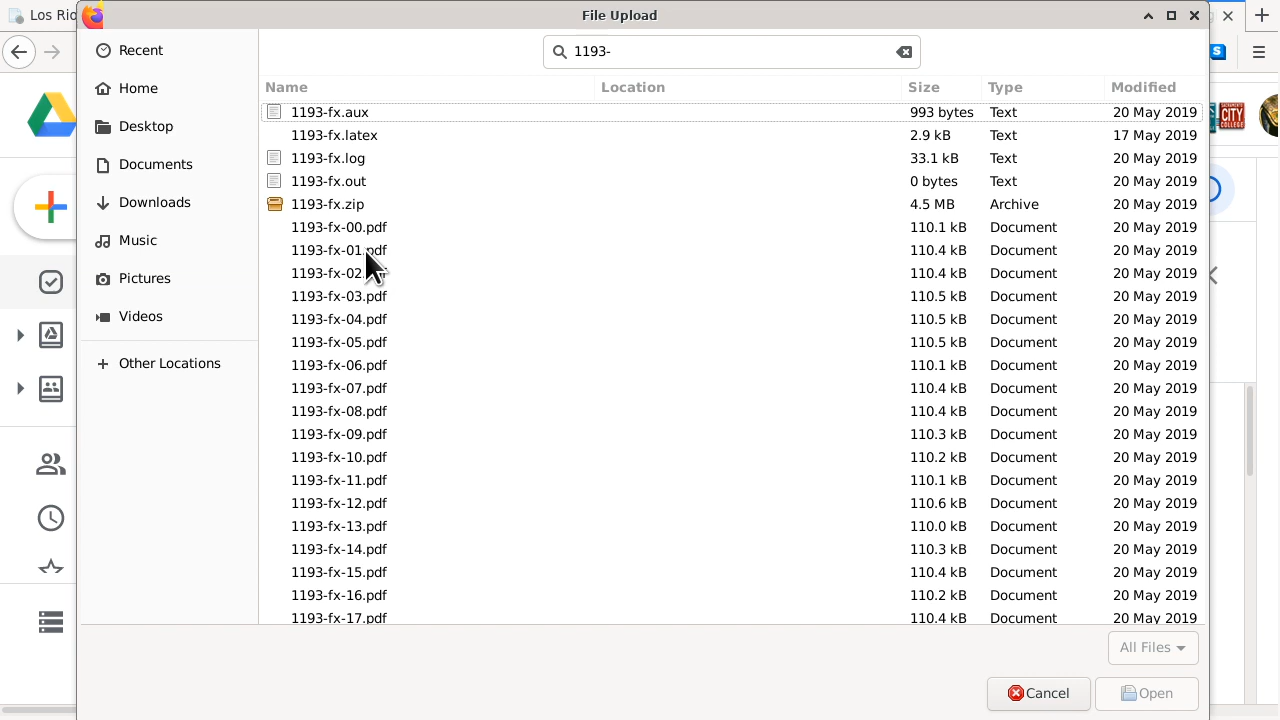 Los Rio
File Upload
1193-
Recent
Home
Desktop
Documents
Downloads
Music
Pictures
Videos
Other Locations
Name Location Size Type Modified
1193-fx.aux 993 bytes Text 20 May 2019
1193-fx.latex 2.9 kB Text 17 May 2019
1193-fx.log 33.1 kB Text 20 May 2019
1193-fx.out 0 bytes Text 20 May 2019
1193-fx.zip 4.5 MB Archive 20 May 2019
1193-fx-00.pdf 110.1 kB Document 20 May 2019
1193-fx-01.pdf 110.4 kB Document 20 May 2019
1193-fx-02.pdf 110.4 kB Document 20 May 2019
1193-fx-03.pdf 110.5 kB Document 20 May 2019
1193-fx-04.pdf 110.5 kB Document 20 May 2019
1193-fx-05.pdf 110.5 kB Document 20 May 2019
1193-fx-06.pdf 110.1 kB Document 20 May 2019
1193-fx-07.pdf 110.4 kB Document 20 May 2019
1193-fx-08.pdf 110.4 kB Document 20 May 2019
1193-fx-09.pdf 110.3 kB Document 20 May 2019
1193-fx-10.pdf 110.2 kB Document 20 May 2019
1193-fx-11.pdf 110.1 kB Document 20 May 2019
1193-fx-12.pdf 110.6 kB Document 20 May 2019
1193-fx-13.pdf 110.0 kB Document 20 May 2019
1193-fx-14.pdf 110.3 kB Document 20 May 2019
1193-fx-15.pdf 110.4 kB Document 20 May 2019
1193-fx-16.pdf 110.2 kB Document 20 May 2019
1193-fx-17.pdf 110.4 kB Document 20 May 2019
All Files
Cancel Open
S
SACRAMENTO
CITY
COLLEGE